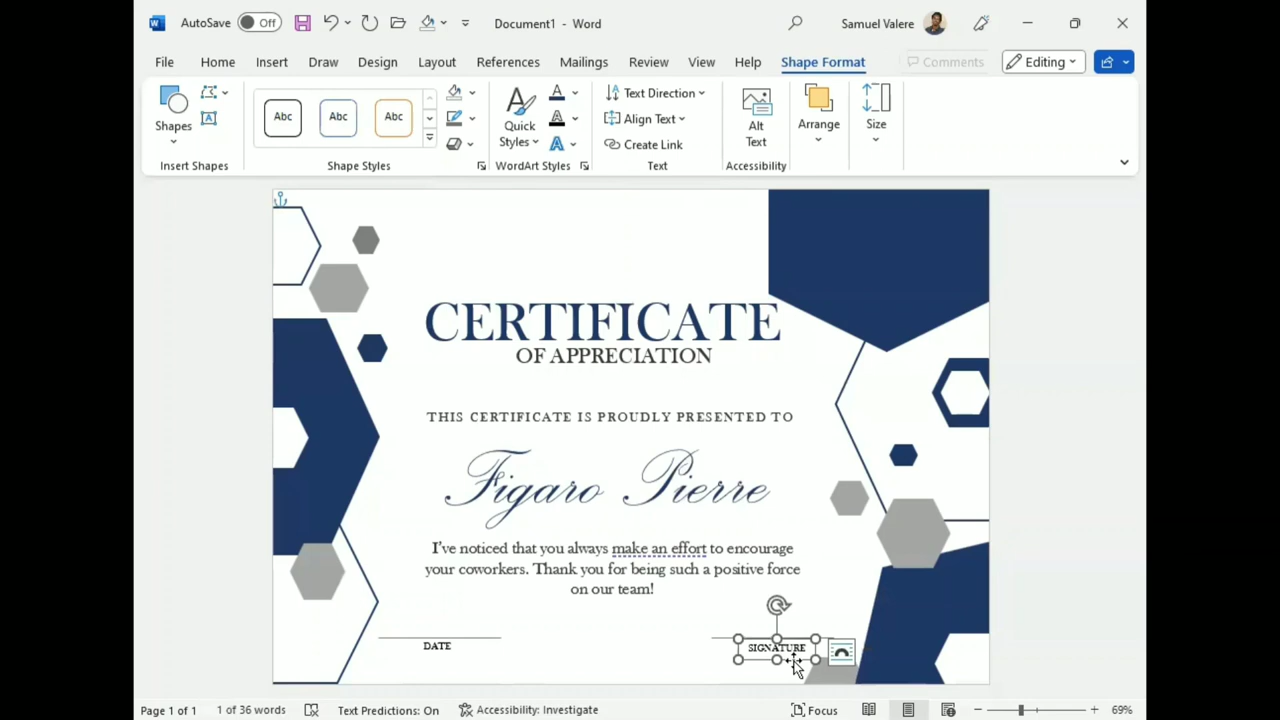 AutoSave Off Document1 - Word Samuel Valere
File Home Insert Draw Design Layout References Mailings Review View Help Shape Format Comments Editing
Shapes
Abc Abc Abc
Quick Styles
Text Direction
Align Text
Create Link
Alt Text
Arrange
Size
Insert Shapes Shape Styles WordArt Styles Text Accessibility
CERTIFICATE
OF APPRECIATION
THIS CERTIFICATE IS PROUDLY PRESENTED TO
Figaro Pierre
I've noticed that you always make an effort to encourage
your coworkers. Thank you for being such a positive force
on our team!
DATE SIGNATURE
Page 1 of 1 1 of 36 words Text Predictions: On Accessibility: Investigate Focus 69%